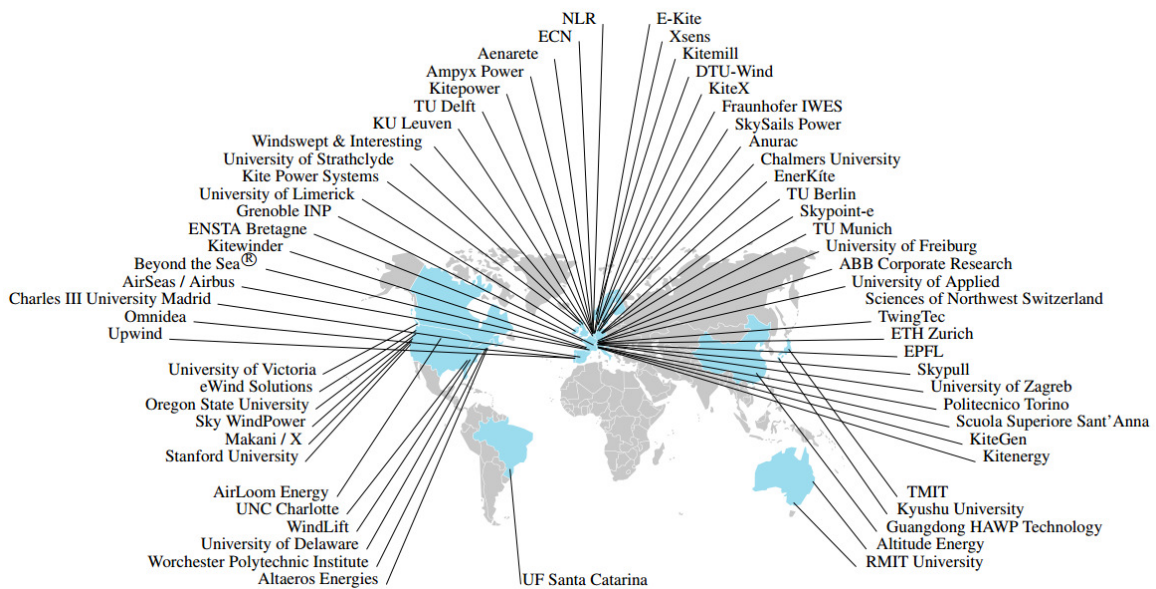 NLR
ECN
Aenarete
Ampyx Power
Kitepower
TU Delft
KU Leuven
Windswept & Interesting
University of Strathclyde
Kite Power Systems
University of Limerick
Grenoble INP
ENSTA Bretagne
Kitewinder
Beyond the Sea®
AirSeas / Airbus
Charles III University Madrid
Omnidea
Upwind
University of Victoria
eWind Solutions
Oregon State University
Sky WindPower
Makani / X
Stanford University
AirLoom Energy
UNC Charlotte
WindLift
University of Delaware
Worchester Polytechnic Institute
Altaeros Energies
UF Santa Catarina
E-Kite
Xsens
Kitemill
DTU-Wind
KiteX
Fraunhofer IWES
SkySails Power
Anurac
Chalmers University
EnerKíte
TU Berlin
Skypoint-e
TU Munich
University of Freiburg
ABB Corporate Research
University of Applied
Sciences of Northwest Switzerland
TwingTec
ETH Zurich
EPFL
Skypull
University of Zagreb
Politecnico Torino
Scuola Superiore Sant'Anna
KiteGen
Kitenergy
TMIT
Kyushu University
Guangdong HAWP Technology
Altitude Energy
RMIT University